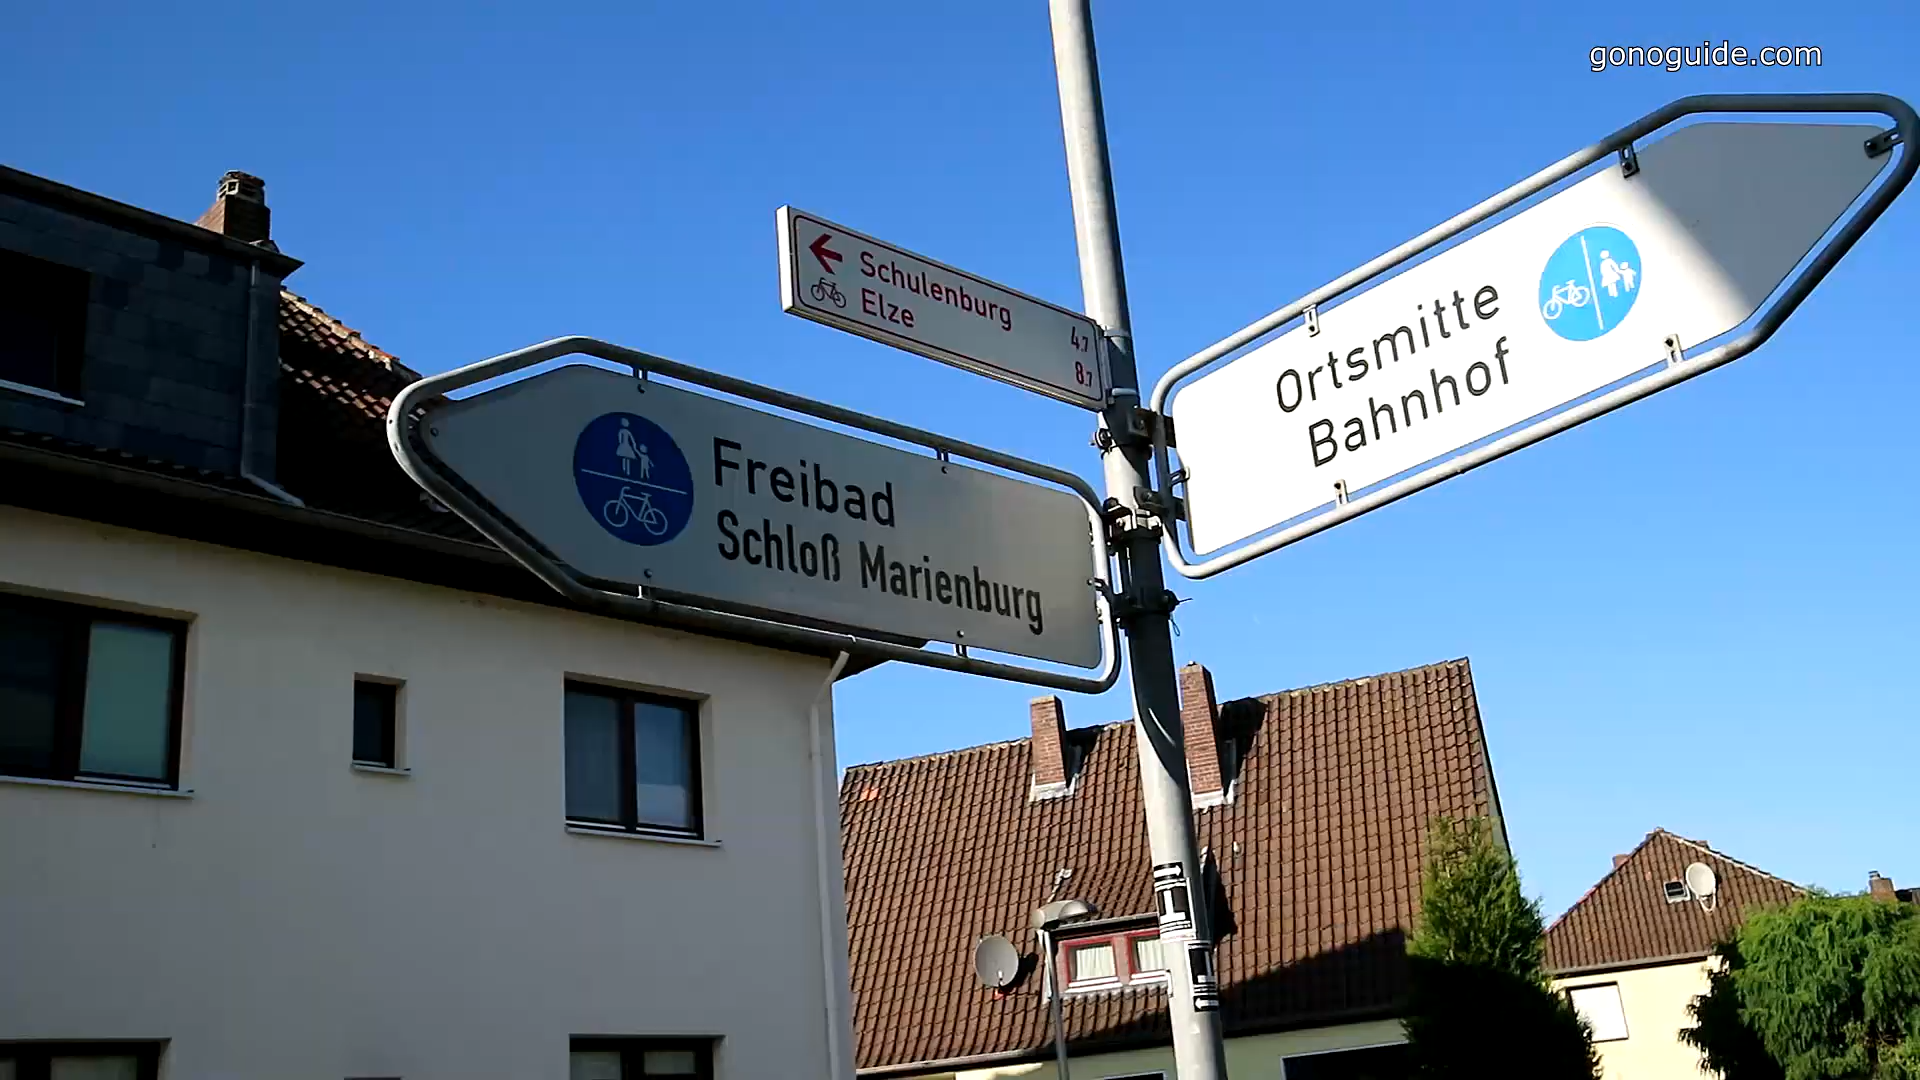 gonoguide.com
Schulenburg 4.7
Elze 8.7
Ortsmitte
Bahnhof
Freibad
Schloß Marienburg